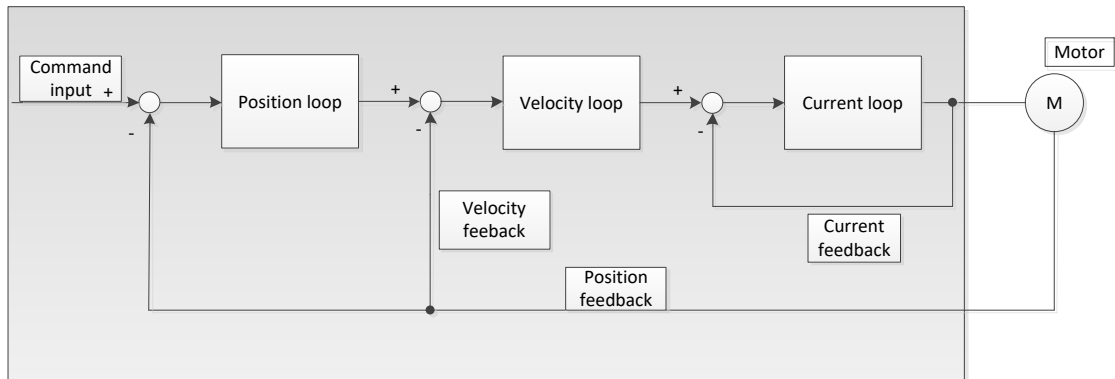 Motor
Command
input +
-
Position loop
+
-
Velocity loop
+
-
Current loop
M
Velocity
feeback
Current
feedback
Position
feedback